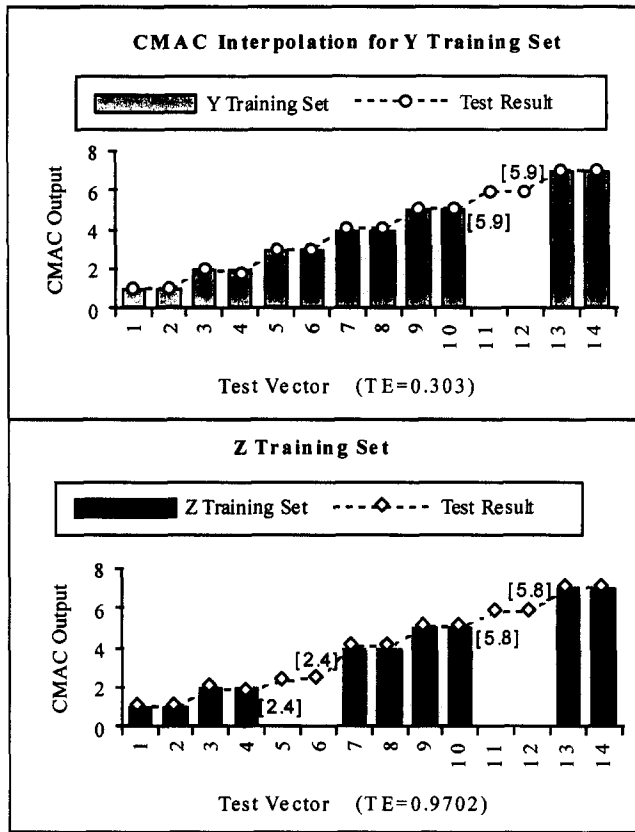 CMAC Interpolation for Y Training Set
Y Training Set Test Result
8
6
4
2
0
CMAC Output
[5.9]
[5.9]
1 2 3 4 5 6 7 8 9 10 11 12 13 14
Test Vector (TE=0.303)
Z Training Set
Z Training Set Test Result
8
6
4
2
0
CMAC Output
[5.8]
[5.8]
[2.4]
[2.4]
1 2 3 4 5 6 7 8 9 10 11 12 13 14
Test Vector (TE=0.9702)